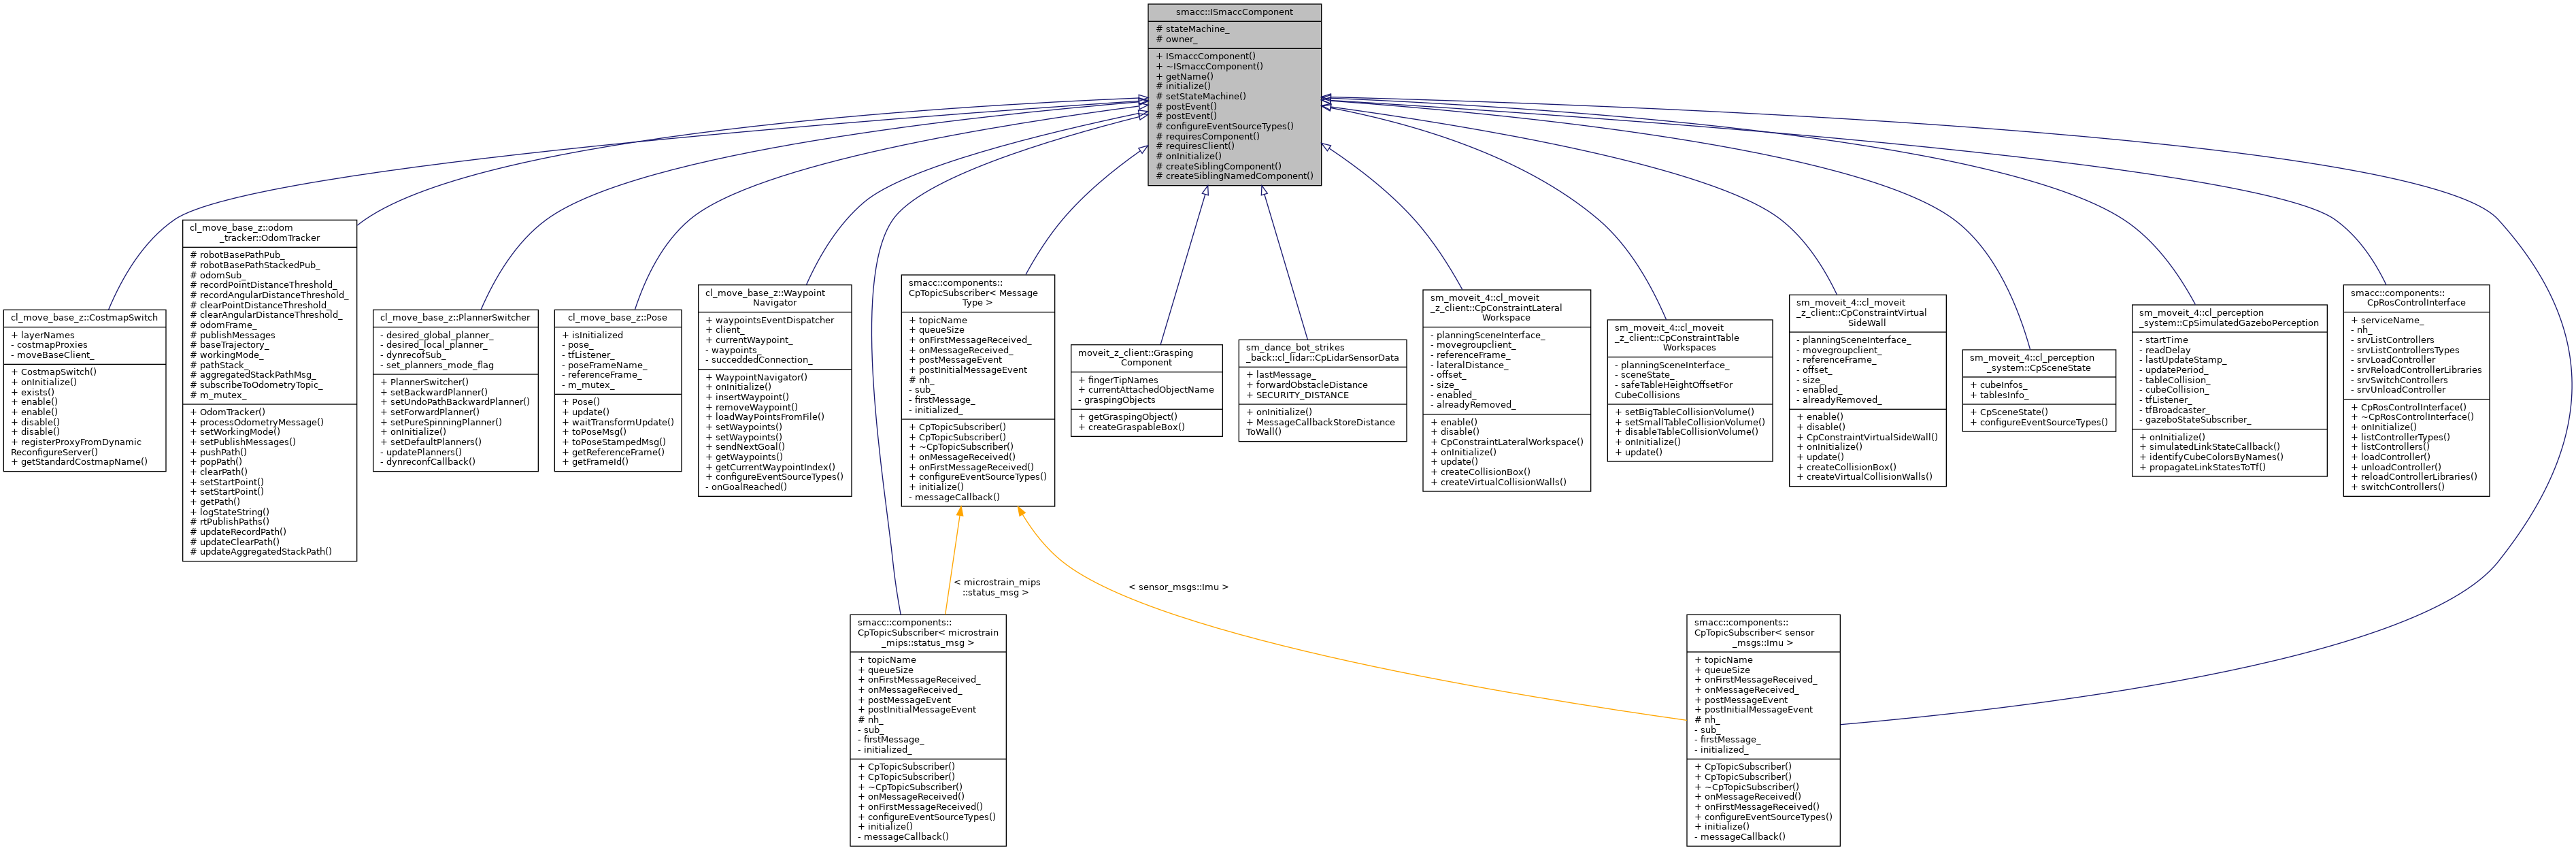 smacc::ISmaccComponent
# stateMachine_
# owner_
+ ISmaccComponent()
+ ~ISmaccComponent()
+ getName()
# initialize()
# setStateMachine()
# postEvent()
# postEvent()
# configureEventSourceTypes()
# requiresComponent()
# requiresClient()
# onInitialize()
# createSiblingComponent()
# createSiblingNamedComponent()
cl_move_base_z::CostmapSwitch
+ layerNames
- costmapProxies
- moveBaseClient_
+ CostmapSwitch()
+ onInitialize()
+ exists()
+ enable()
+ enable()
+ disable()
+ disable()
+ registerProxyFromDynamic
ReconfigureServer()
+ getStandardCostmapName()
cl_move_base_z::odom
_tracker::OdomTracker
# robotBasePathPub_
# robotBasePathStackedPub_
# odomSub_
# recordPointDistanceThreshold_
# recordAngularDistanceThreshold_
# clearPointDistanceThreshold_
# clearAngularDistanceThreshold_
# odomFrame_
# publishMessages
# baseTrajectory_
# workingMode_
# pathStack_
# aggregatedStackPathMsg_
# subscribeToOdometryTopic_
# m_mutex_
+ OdomTracker()
+ processOdometryMessage()
+ setWorkingMode()
+ setPublishMessages()
+ pushPath()
+ popPath()
+ clearPath()
+ setStartPoint()
+ setStartPoint()
+ getPath()
+ logStateString()
# rtPublishPaths()
# updateRecordPath()
# updateClearPath()
# updateAggregatedStackPath()
cl_move_base_z::PlannerSwitcher
- desired_global_planner_
- desired_local_planner_
- dynrecofSub_
- set_planners_mode_flag
+ PlannerSwitcher()
+ setBackwardPlanner()
+ setUndoPathBackwardPlanner()
+ setForwardPlanner()
+ setPureSpinningPlanner()
+ onInitialize()
+ setDefaultPlanners()
- updatePlanners()
- dynreconfCallback()
cl_move_base_z::Pose
+ isInitialized
- pose_
- tfListener_
- poseFrameName_
- referenceFrame_
- m_mutex_
+ Pose()
+ update()
+ waitTransformUpdate()
+ toPoseMsg()
+ toPoseStampedMsg()
+ getReferenceFrame()
+ getFrameId()
cl_move_base_z::Waypoint
Navigator
+ waypointsEventDispatcher
+ client_
+ currentWaypoint_
- waypoints_
- succeddedConnection_
+ WaypointNavigator()
+ onInitialize()
+ insertWaypoint()
+ removeWaypoint()
+ loadWayPointsFromFile()
+ setWaypoints()
+ setWaypoints()
+ sendNextGoal()
+ getWaypoints()
+ getCurrentWaypointIndex()
+ configureEventSourceTypes()
- onGoalReached()
smacc::components::
CpTopicSubscriber< Message
Type >
+ topicName
+ queueSize
+ onFirstMessageReceived_
+ onMessageReceived_
+ postMessageEvent
+ postInitialMessageEvent
# nh_
- sub_
- firstMessage_
- initialized_
+ CpTopicSubscriber()
+ CpTopicSubscriber()
+ ~CpTopicSubscriber()
+ onMessageReceived()
+ onFirstMessageReceived()
+ configureEventSourceTypes()
+ initialize()
- messageCallback()
moveit_z_client::Grasping
Component
+ fingerTipNames
+ currentAttachedObjectName
- graspingObjects
+ getGraspingObject()
+ createGraspableBox()
sm_dance_bot_strikes
_back::cl_lidar::CpLidarSensorData
+ lastMessage_
+ forwardObstacleDistance
+ SECURITY_DISTANCE
+ onInitialize()
+ MessageCallbackStoreDistance
ToWall()
sm_moveit_4::cl_moveit
_z_client::CpConstraintLateral
Workspace
- planningSceneInterface_
- movegroupclient_
- referenceFrame_
- lateralDistance_
- offset_
- size_
- enabled_
- alreadyRemoved_
+ enable()
+ disable()
+ CpConstraintLateralWorkspace()
+ onInitialize()
+ update()
+ createCollisionBox()
+ createVirtualCollisionWalls()
sm_moveit_4::cl_moveit
_z_client::CpConstraintTable
Workspaces
- planningSceneInterface_
- sceneState_
- safeTableHeightOffsetFor
CubeCollisions
+ setBigTableCollisionVolume()
+ setSmallTableCollisionVolume()
+ disableTableCollisionVolume()
+ onInitialize()
+ update()
sm_moveit_4::cl_moveit
_z_client::CpConstraintVirtual
SideWall
- planningSceneInterface_
- movegroupclient_
- referenceFrame_
- offset_
- size_
- enabled_
- alreadyRemoved_
+ enable()
+ disable()
+ CpConstraintVirtualSideWall()
+ onInitialize()
+ update()
+ createCollisionBox()
+ createVirtualCollisionWalls()
sm_moveit_4::cl_perception
_system::CpSceneState
+ cubeInfos_
+ tablesInfo_
+ CpSceneState()
+ configureEventSourceTypes()
sm_moveit_4::cl_perception
_system::CpSimulatedGazeboPerception
- startTime
- readDelay
- lastUpdateStamp_
- updatePeriod_
- tableCollision_
- cubeCollision_
- tfListener_
- tfBroadcaster_
- gazeboStateSubscriber_
+ onInitialize()
+ simulatedLinkStateCallback()
+ identifyCubeColorsByNames()
+ propagateLinkStatesToTf()
smacc::components::
CpRosControlInterface
+ serviceName_
- nh_
- srvListControllers
- srvListControllersTypes
- srvLoadController
- srvReloadControllerLibraries
- srvSwitchControllers
- srvUnloadController
+ CpRosControlInterface()
+ ~CpRosControlInterface()
+ onInitialize()
+ listControllerTypes()
+ listControllers()
+ loadController()
+ unloadController()
+ reloadControllerLibraries()
+ switchControllers()
< microstrain_mips
::status_msg >
< sensor_msgs::Imu >
smacc::components::
CpTopicSubscriber< microstrain
_mips::status_msg >
+ topicName
+ queueSize
+ onFirstMessageReceived_
+ onMessageReceived_
+ postMessageEvent
+ postInitialMessageEvent
# nh_
- sub_
- firstMessage_
- initialized_
+ CpTopicSubscriber()
+ CpTopicSubscriber()
+ ~CpTopicSubscriber()
+ onMessageReceived()
+ onFirstMessageReceived()
+ configureEventSourceTypes()
+ initialize()
- messageCallback()
smacc::components::
CpTopicSubscriber< sensor
_msgs::Imu >
+ topicName
+ queueSize
+ onFirstMessageReceived_
+ onMessageReceived_
+ postMessageEvent
+ postInitialMessageEvent
# nh_
- sub_
- firstMessage_
- initialized_
+ CpTopicSubscriber()
+ CpTopicSubscriber()
+ ~CpTopicSubscriber()
+ onMessageReceived()
+ onFirstMessageReceived()
+ configureEventSourceTypes()
+ initialize()
- messageCallback()